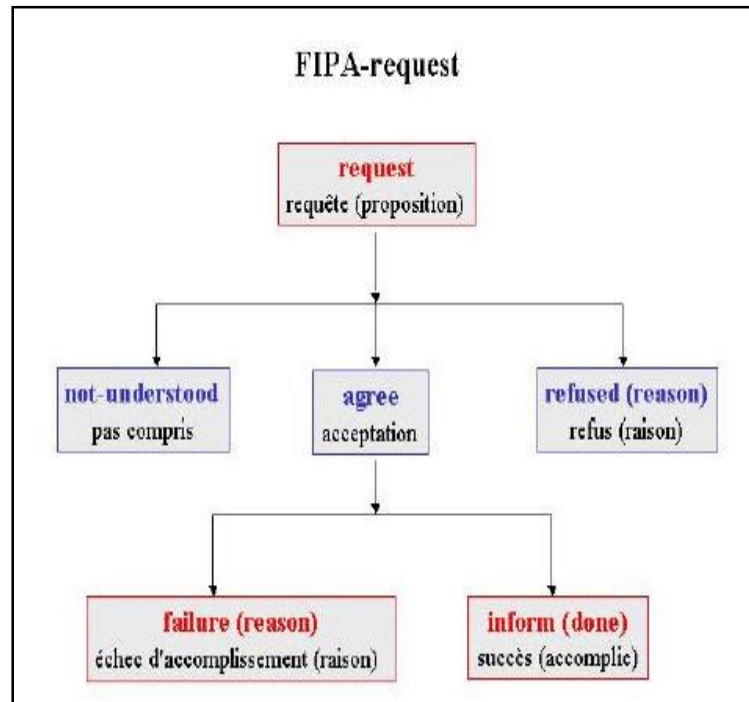 FIPA-request
request
requête (proposition)
not-understood
pas compris
agree
acceptation
refused (reason)
refus (raison)
failure (reason)
échec d'accomplissement (raison)
inform (done)
succès (accomplie)